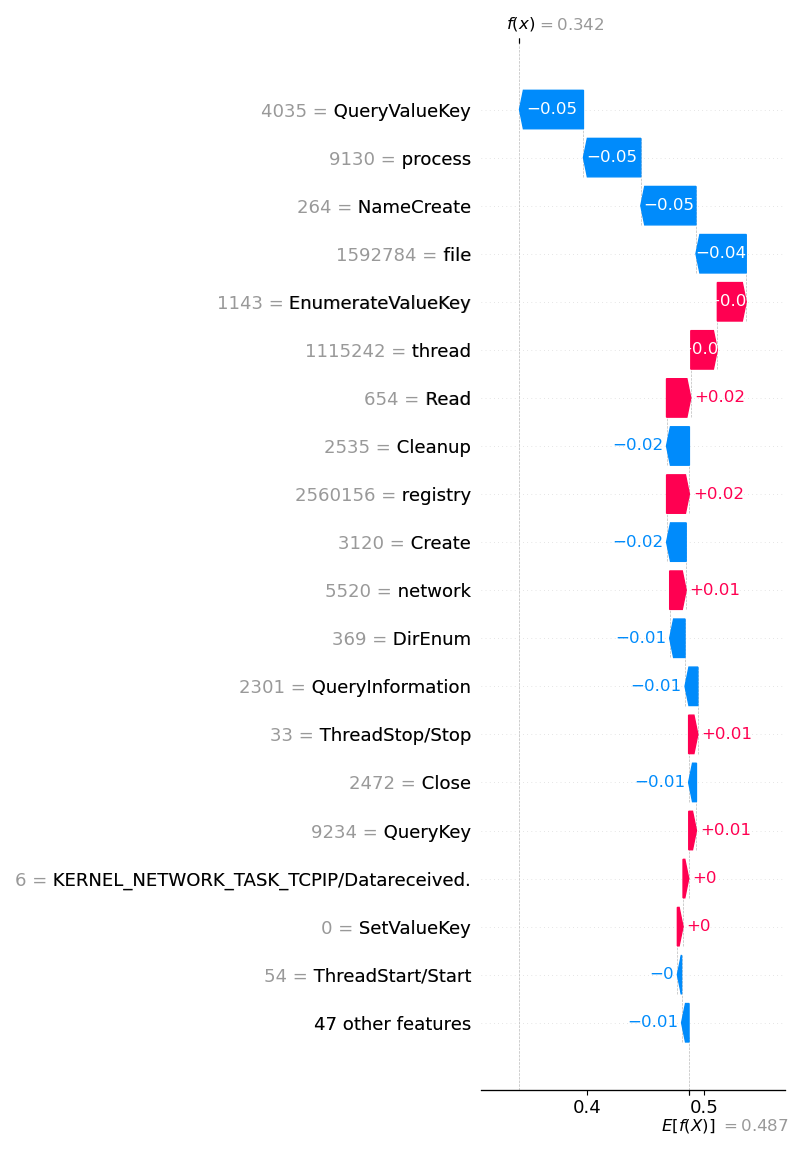 f(x) = 0.342
4035 = QueryValueKey −0.05
9130 = process −0.05
264 = NameCreate −0.05
1592784 = file −0.04
1143 = EnumerateValueKey
1115242 = thread
654 = Read +0.02
2535 = Cleanup −0.02
2560156 = registry +0.02
3120 = Create −0.02
5520 = network +0.01
369 = DirEnum −0.01
2301 = QueryInformation −0.01
33 = ThreadStop/Stop +0.01
2472 = Close −0.01
9234 = QueryKey +0.01
6 = KERNEL_NETWORK_TASK_TCPIP/Datareceived. +0
0 = SetValueKey +0
54 = ThreadStart/Start −0
47 other features −0.01
0.4 0.5
E[f(X)] = 0.487